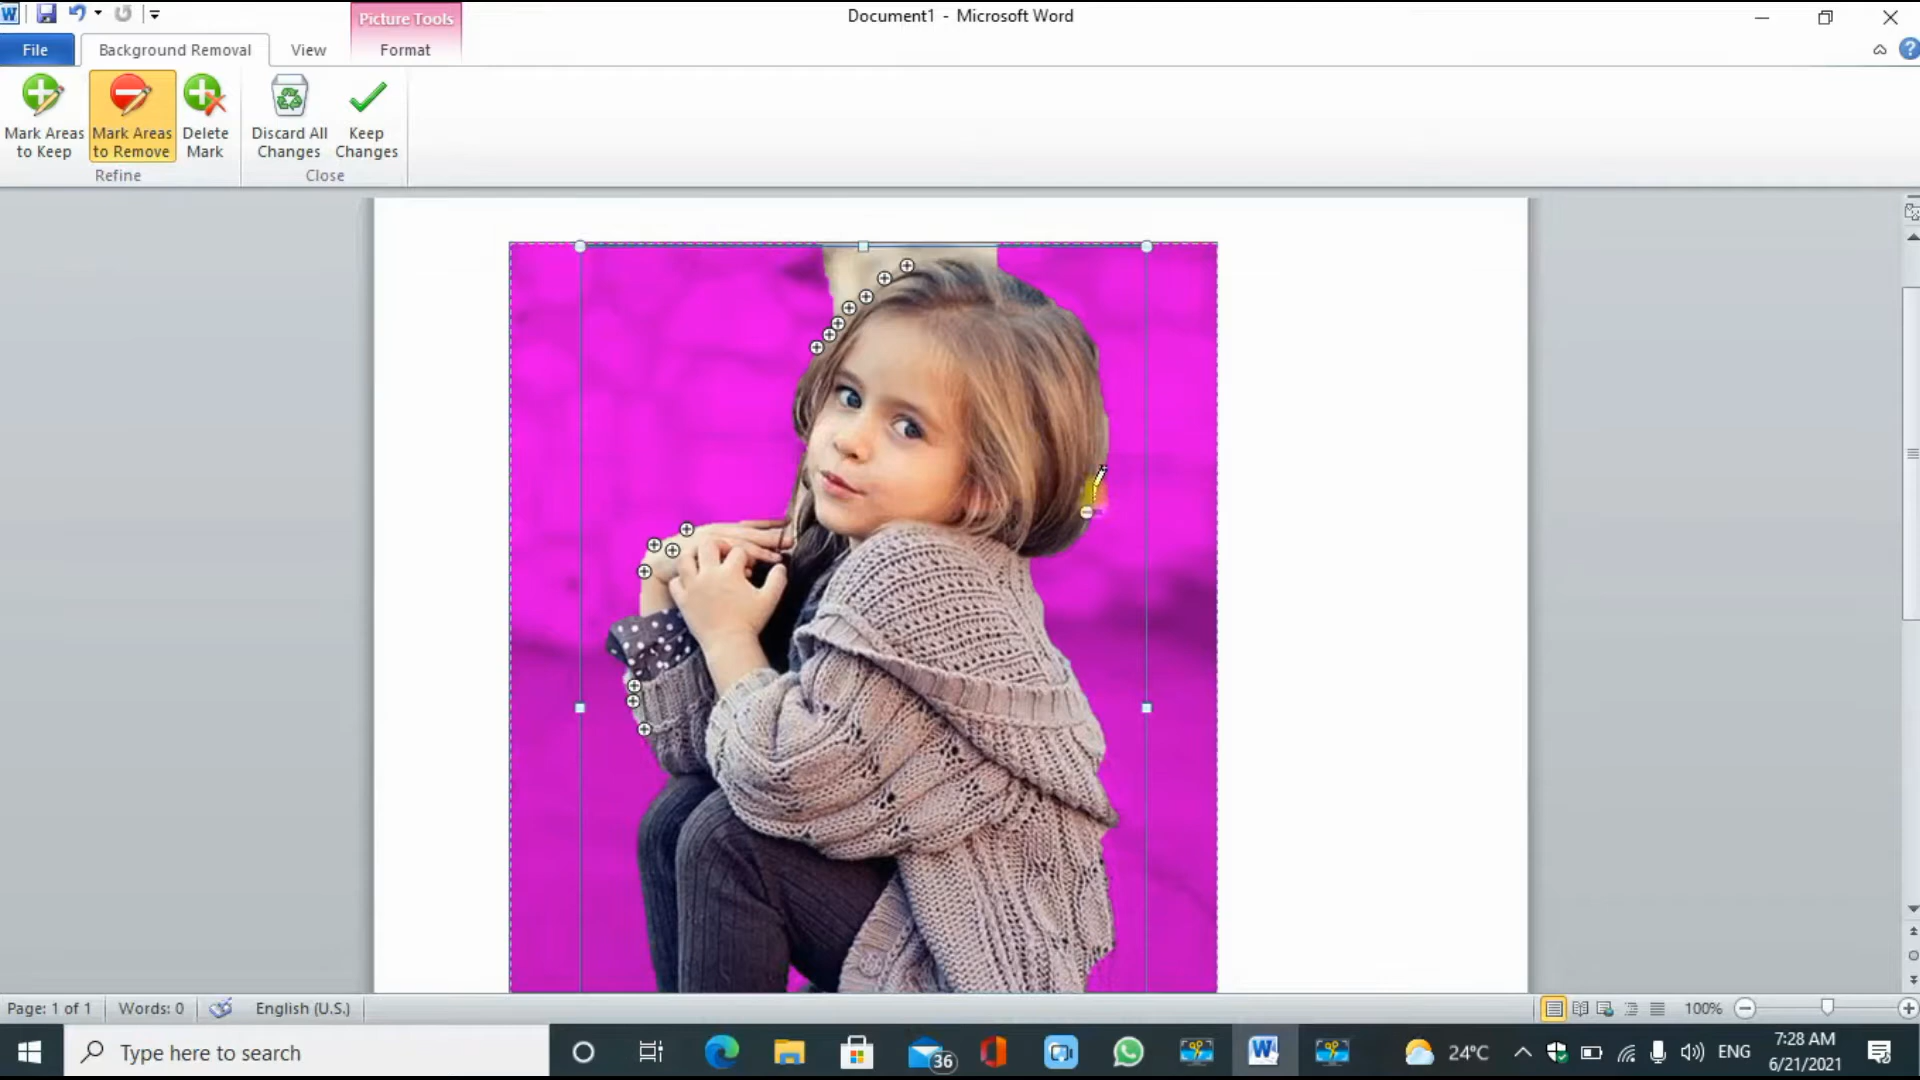 Document1 - Microsoft Word
Picture Tools
File
Background Removal
View
Format
Mark Areas
to Keep
Mark Areas
to Remove
Delete
Mark
Discard All
Changes
Keep
Changes
Refine
Close
Page: 1 of 1
Words: 0
English (U.S.)
100%
Type here to search
36
24°C
ENG
7:28 AM
6/21/2021